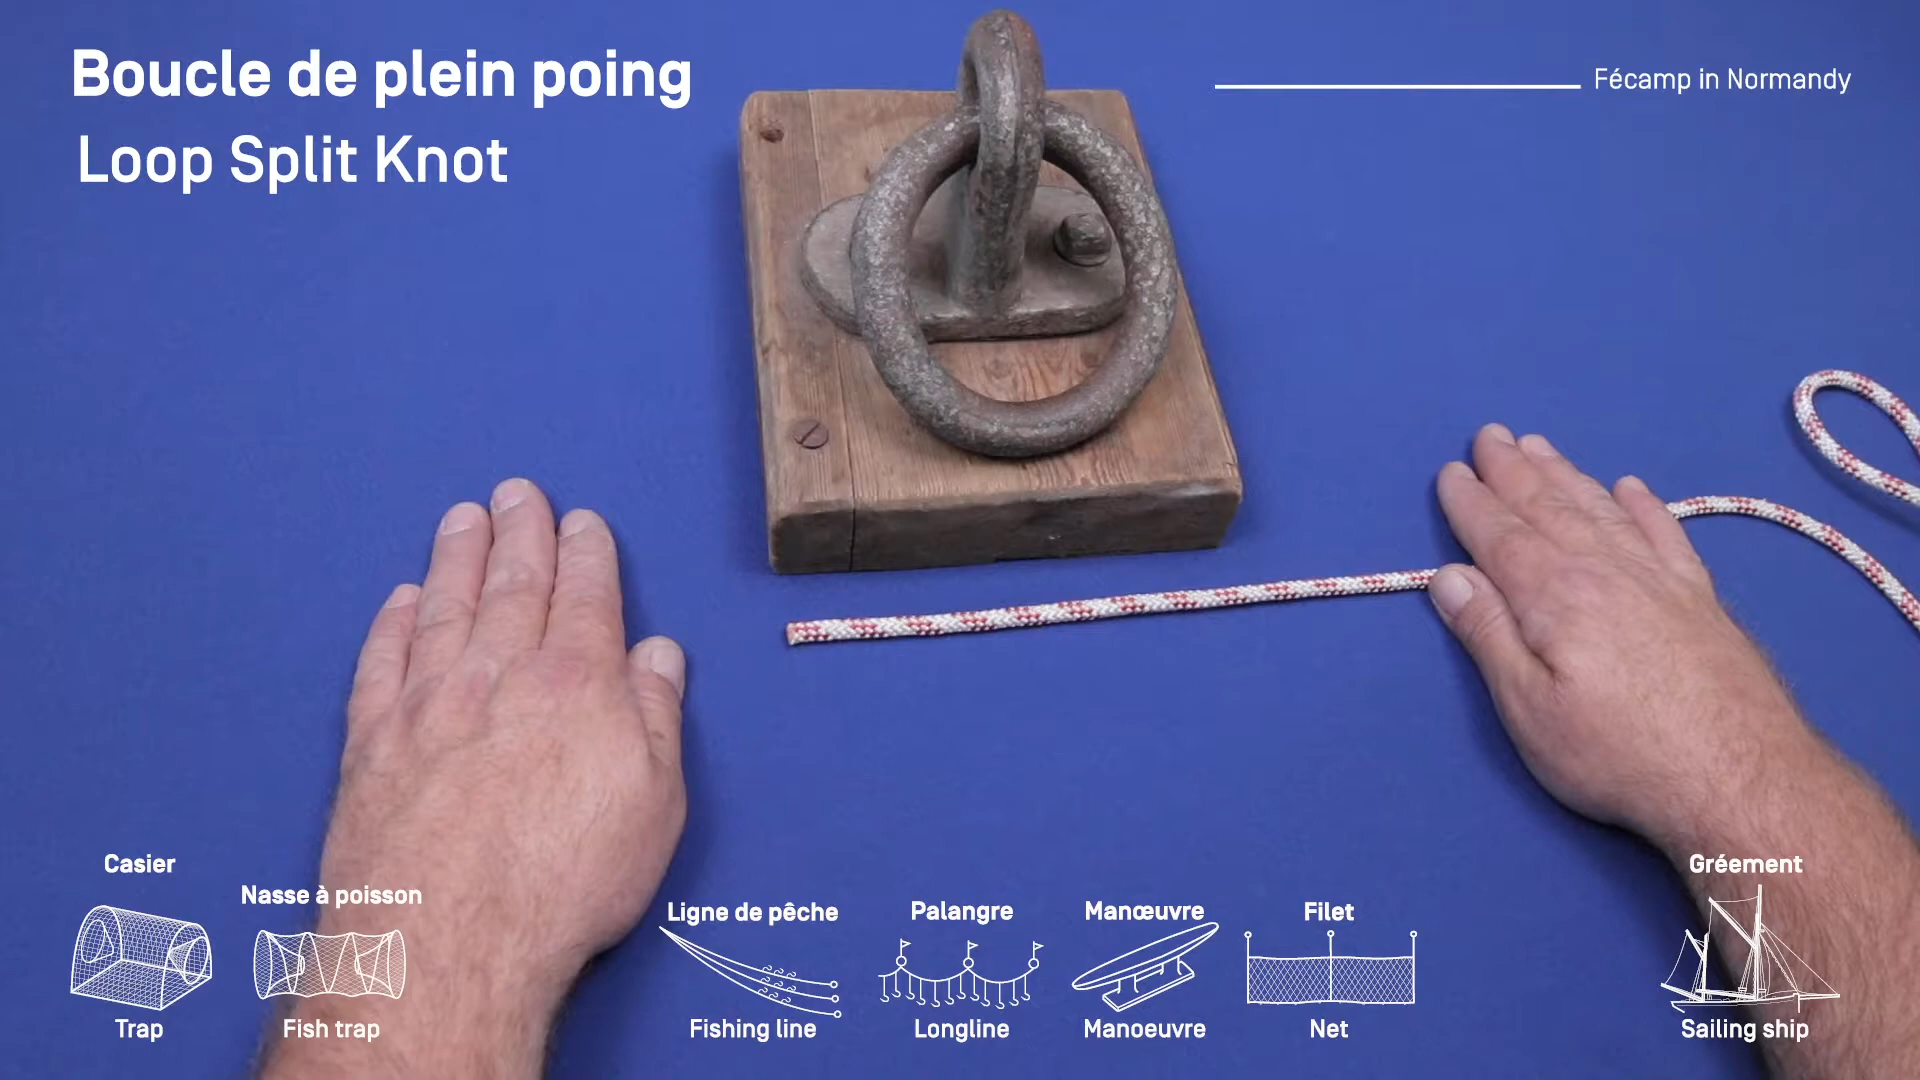 Boucle de plein poing
Loop Split Knot
Fécamp in Normandy
Casier
Trap
Nasse à poisson
Fish trap
Ligne de pêche
Fishing line
Palangre
Longline
Manœuvre
Manoeuvre
Filet
Net
Gréement
Sailing ship